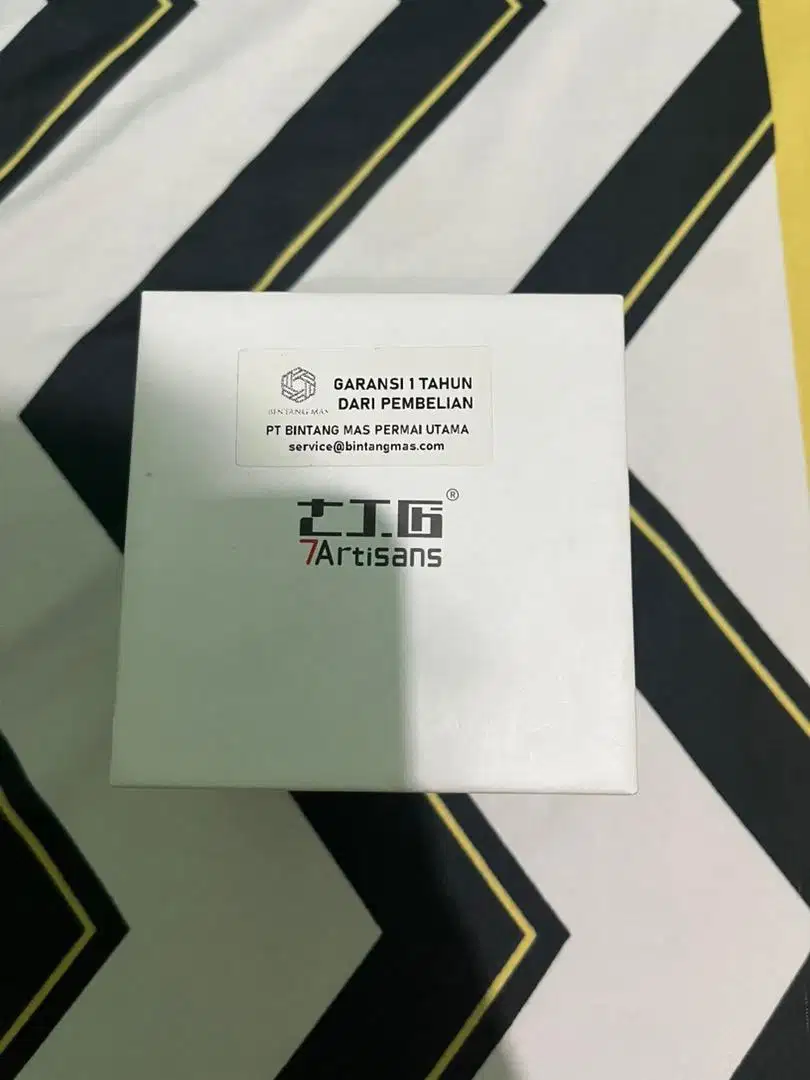 BINTANG MAS
GARANSI 1 TAHUN
DARI PEMBELIAN
PT BINTANG MAS PERMAI UTAMA
service@bintangmas.com
七工匠®
7Artisans